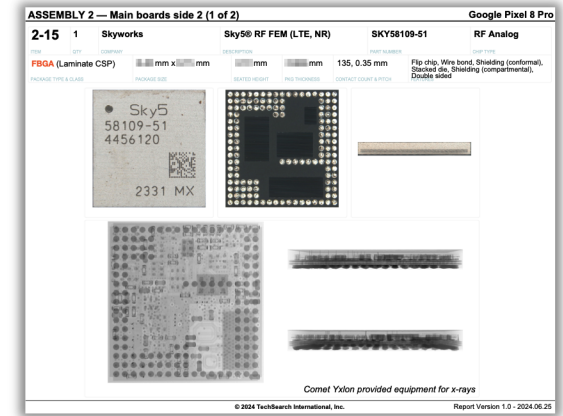 ASSEMBLY 2 — Main boards side 2 (1 of 2) Google Pixel 8 Pro
2-15 1 Skyworks Sky5® RF FEM (LTE, NR) SKY58109-51 RF Analog
ITEM QTY COMPANY DESCRIPTION PART NUMBER CHIP TYPE
FBGA (Laminate CSP) mm x mm mm mm 135, 0.35 mm Flip chip, Wire bond, Shielding (conformal),
Stacked die, Shielding (compartmental),
Double sided
PACKAGE TYPE & CLASS PACKAGE SIZE SEATED HEIGHT PKG THICKNESS CONTACT COUNT & PITCH FEATURES
Sky5
58109-51
4456120
2331 MX
Comet Yxlon provided equipment for x-rays
© 2024 TechSearch International, Inc. Report Version 1.0 - 2024.06.25